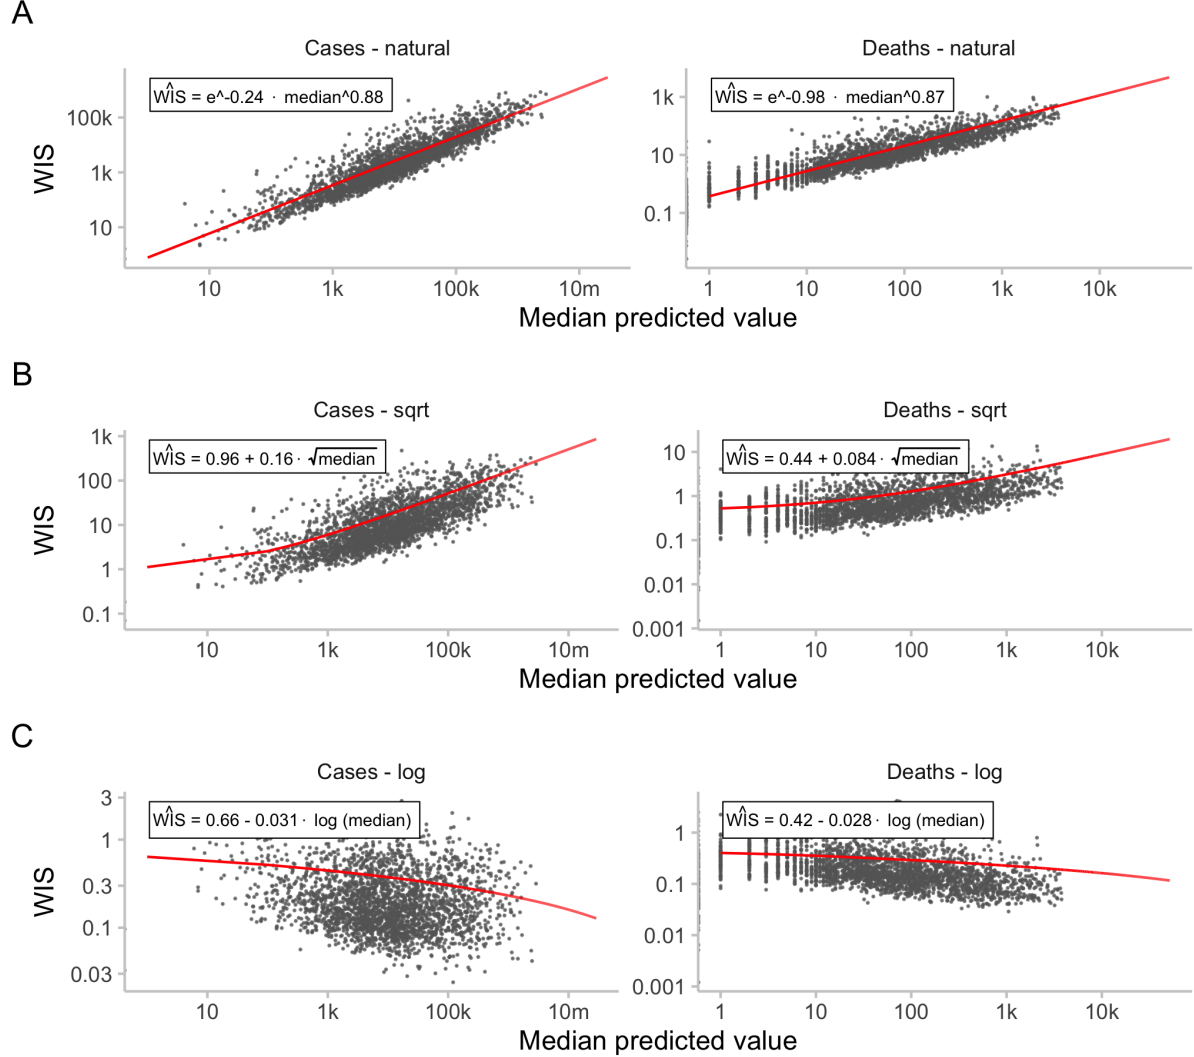 A
Cases - natural
Deaths - natural
WIS
100k
1k
10
WÎS = e^-0.24 · median^0.88
10
1k
100k
10m
1k
10
0.1
WÎS = e^-0.98 · median^0.87
1
10
100
1k
10k
Median predicted value
B
Cases - sqrt
Deaths - sqrt
WIS
1k
100
10
1
0.1
WÎS = 0.96 + 0.16 · √median
10
1k
100k
10m
10
1
0.1
0.01
0.001
WÎS = 0.44 + 0.084 · √median
1
10
100
1k
10k
Median predicted value
C
Cases - log
Deaths - log
WIS
3
1
0.3
0.1
0.03
WÎS = 0.66 - 0.031 · log (median)
10
1k
100k
10m
1
0.1
0.01
0.001
WÎS = 0.42 - 0.028 · log (median)
1
10
100
1k
10k
Median predicted value